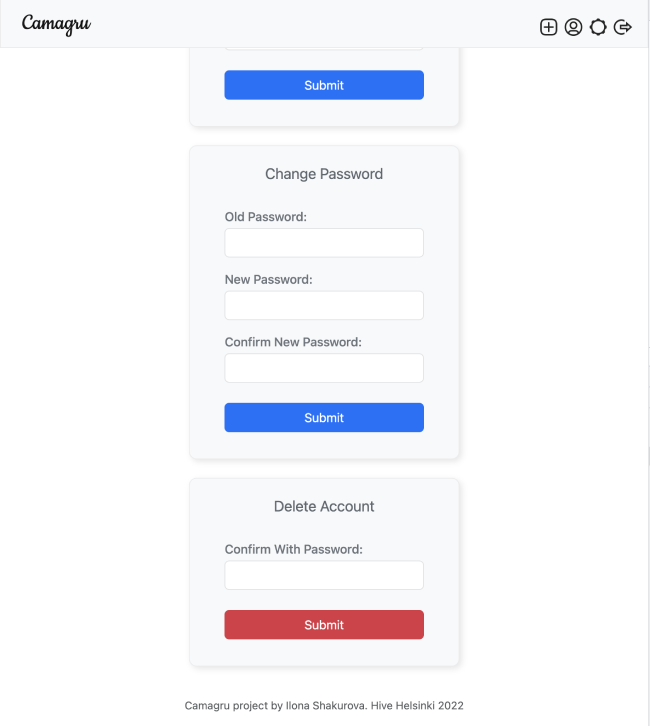 Camagru
Submit
Change Password
Old Password:
New Password:
Confirm New Password:
Submit
Delete Account
Confirm With Password:
Submit
Camagru project by Ilona Shakurova. Hive Helsinki 2022